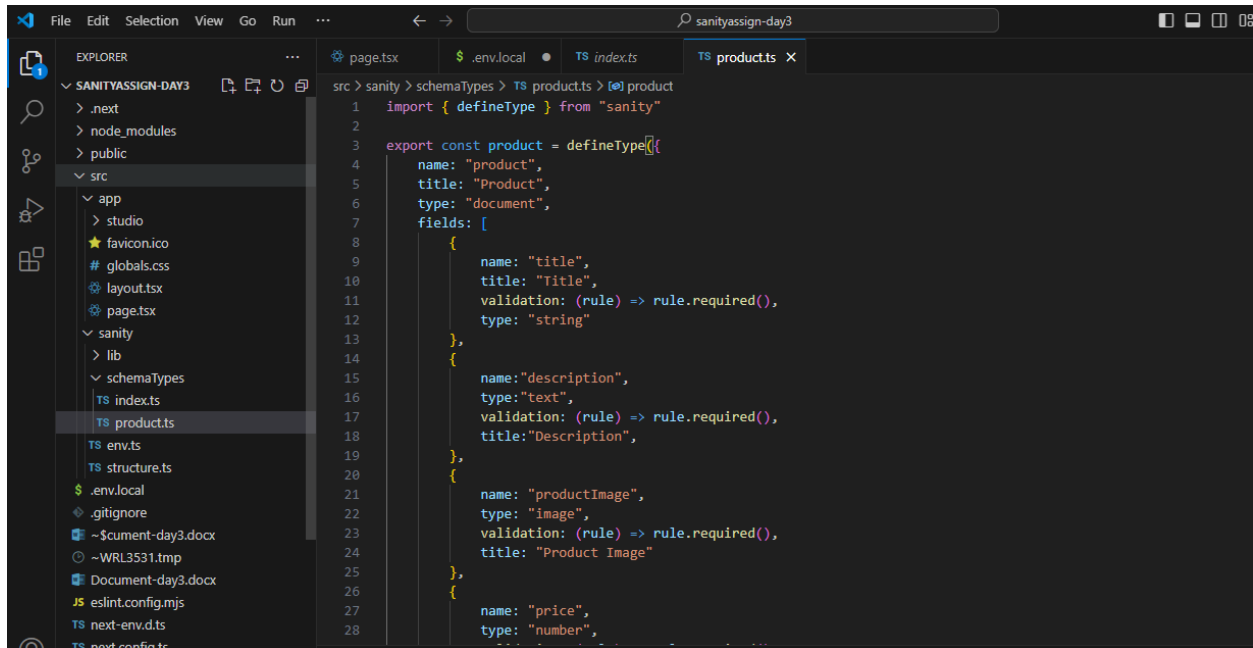 File Edit Selection View Go Run ··· ← → sanityassign-day3
EXPLORER ···
page.tsx $ .env.local ● TS index.ts TS product.ts ×
1
SANITYASSIGN-DAY3
src > sanity > schemaTypes > TS product.ts > product
> .next
> node_modules
> public
src
app
> studio
favicon.ico
# globals.css
layout.tsx
page.tsx
sanity
> lib
schemaTypes
TS index.ts
TS product.ts
TS env.ts
TS structure.ts
$ .env.local
.gitignore
~$cument-day3.docx
~WRL3531.tmp
Document-day3.docx
JS eslint.config.mjs
TS next-env.d.ts
TS next.config.ts
1 import { defineType } from "sanity"
2
3 export const product = defineType({
4 name: "product",
5 title: "Product",
6 type: "document",
7 fields: [
8 {
9 name: "title",
10 title: "Title",
11 validation: (rule) => rule.required(),
12 type: "string"
13 },
14 {
15 name:"description",
16 type:"text",
17 validation: (rule) => rule.required(),
18 title:"Description",
19 },
20 {
21 name: "productImage",
22 type: "image",
23 validation: (rule) => rule.required(),
24 title: "Product Image"
25 },
26 {
27 name: "price",
28 type: "number",